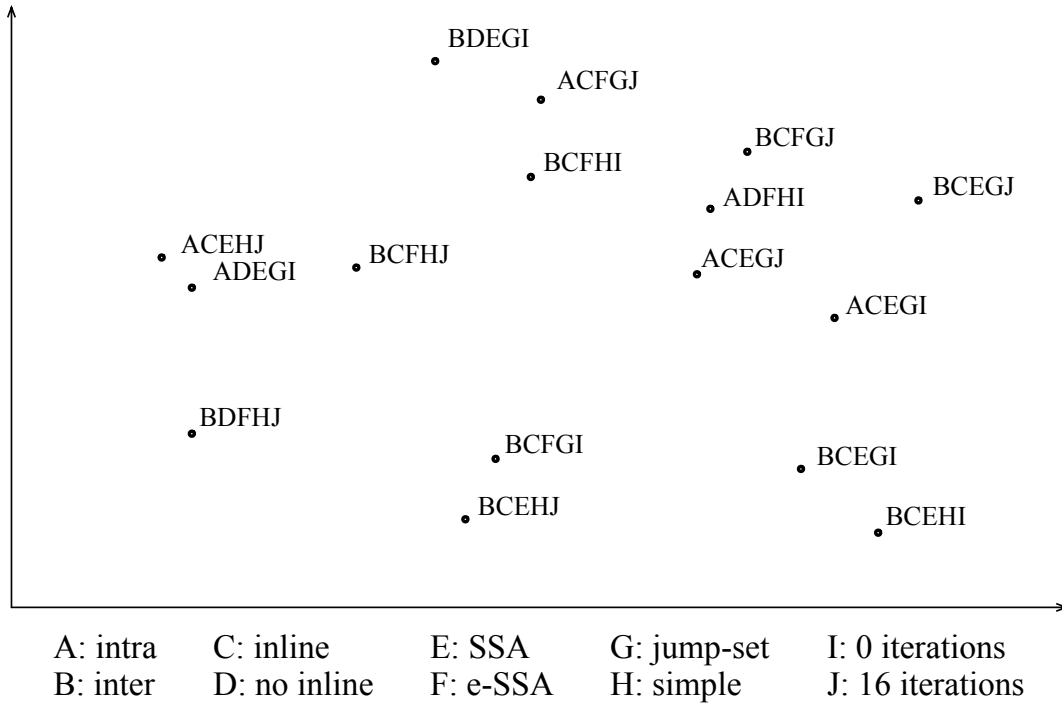 BDEGI
ACFGJ
BCFGJ
BCFHI
BCEGJ
ADFHI
ACEHJ
BCFHJ
ACEGJ
ADEGI
ACEGI
BDFHJ
BCFGI
BCEGI
BCEHJ
BCEHI
A: intra C: inline E: SSA G: jump-set I: 0 iterations
B: inter D: no inline F: e-SSA H: simple J: 16 iterations